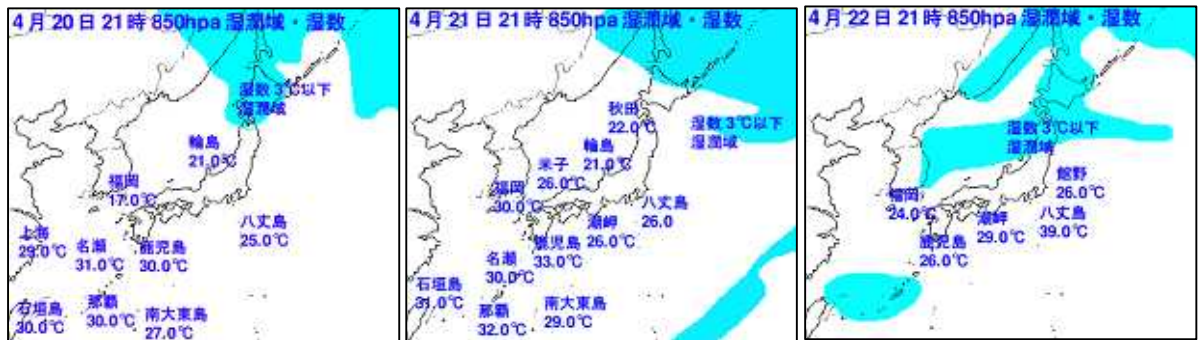 4月20日21時850hpa湿潤域・湿数
湿数3℃以下
湿潤域
輪島
21.0℃
福岡
17.0℃
八丈島
25.0℃
上海
29.0℃
名瀬
31.0℃
鹿児島
30.0℃
石垣島
30.0℃
那覇
30.0℃
南大東島
27.0℃
4月21日21時850hpa湿潤域・湿数
秋田
22.0℃
湿数3℃以下
湿潤域
輪島
21.0℃
米子
26.0℃
福岡
30.0℃
八丈島
26.0
潮岬
26.0℃
鹿児島
33.0℃
名瀬
30.0℃
石垣島
31.0℃
那覇
32.0℃
南大東島
29.0℃
4月22日21時850hpa湿潤域・湿数
湿数3℃以下
湿潤域
館野
26.0℃
福岡
24.0℃
潮岬
29.0℃
八丈島
39.0℃
鹿児島
26.0℃